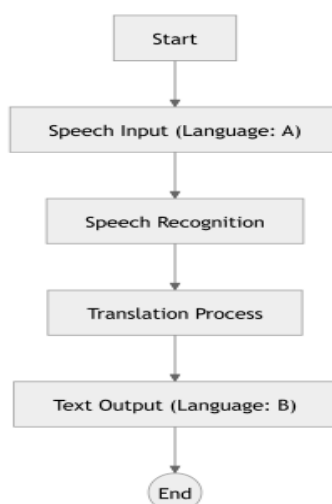 Start
Speech Input (Language: A)
Speech Recognition
Translation Process
Text Output (Language: B)
End